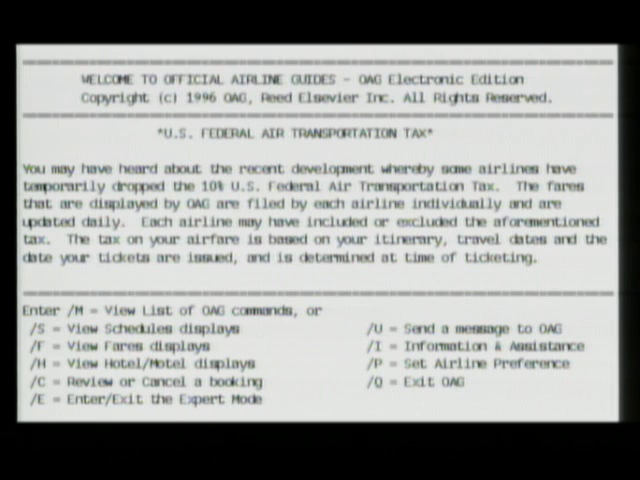 WELCOME TO OFFICIAL AIRLINE GUIDES - OAG Electronic Edition
Copyright (c) 1996 OAG, Reed Elsevier Inc. All Rights Reserved.
*U.S. FEDERAL AIR TRANSPORTATION TAX*
You may have heard about the recent development whereby some airlines have
temporarily dropped the 10% U.S. Federal Air Transportation Tax. The fares
that are displayed by OAG are filed by each airline individually and are
updated daily. Each airline may have included or excluded the aforementioned
tax. The tax on your airfare is based on your itinerary, travel dates and the
date your tickets are issued, and is determined at time of ticketing.
Enter /M = View List of OAG commands, or
/S = View Schedules displays /U = Send a message to OAG
/F = View Fares displays /I = Information & Assistance
/H = View Hotel/Motel displays /P = Set Airline Preference
/C = Review or Cancel a booking /Q = Exit OAG
/E = Enter/Exit the Expert Mode